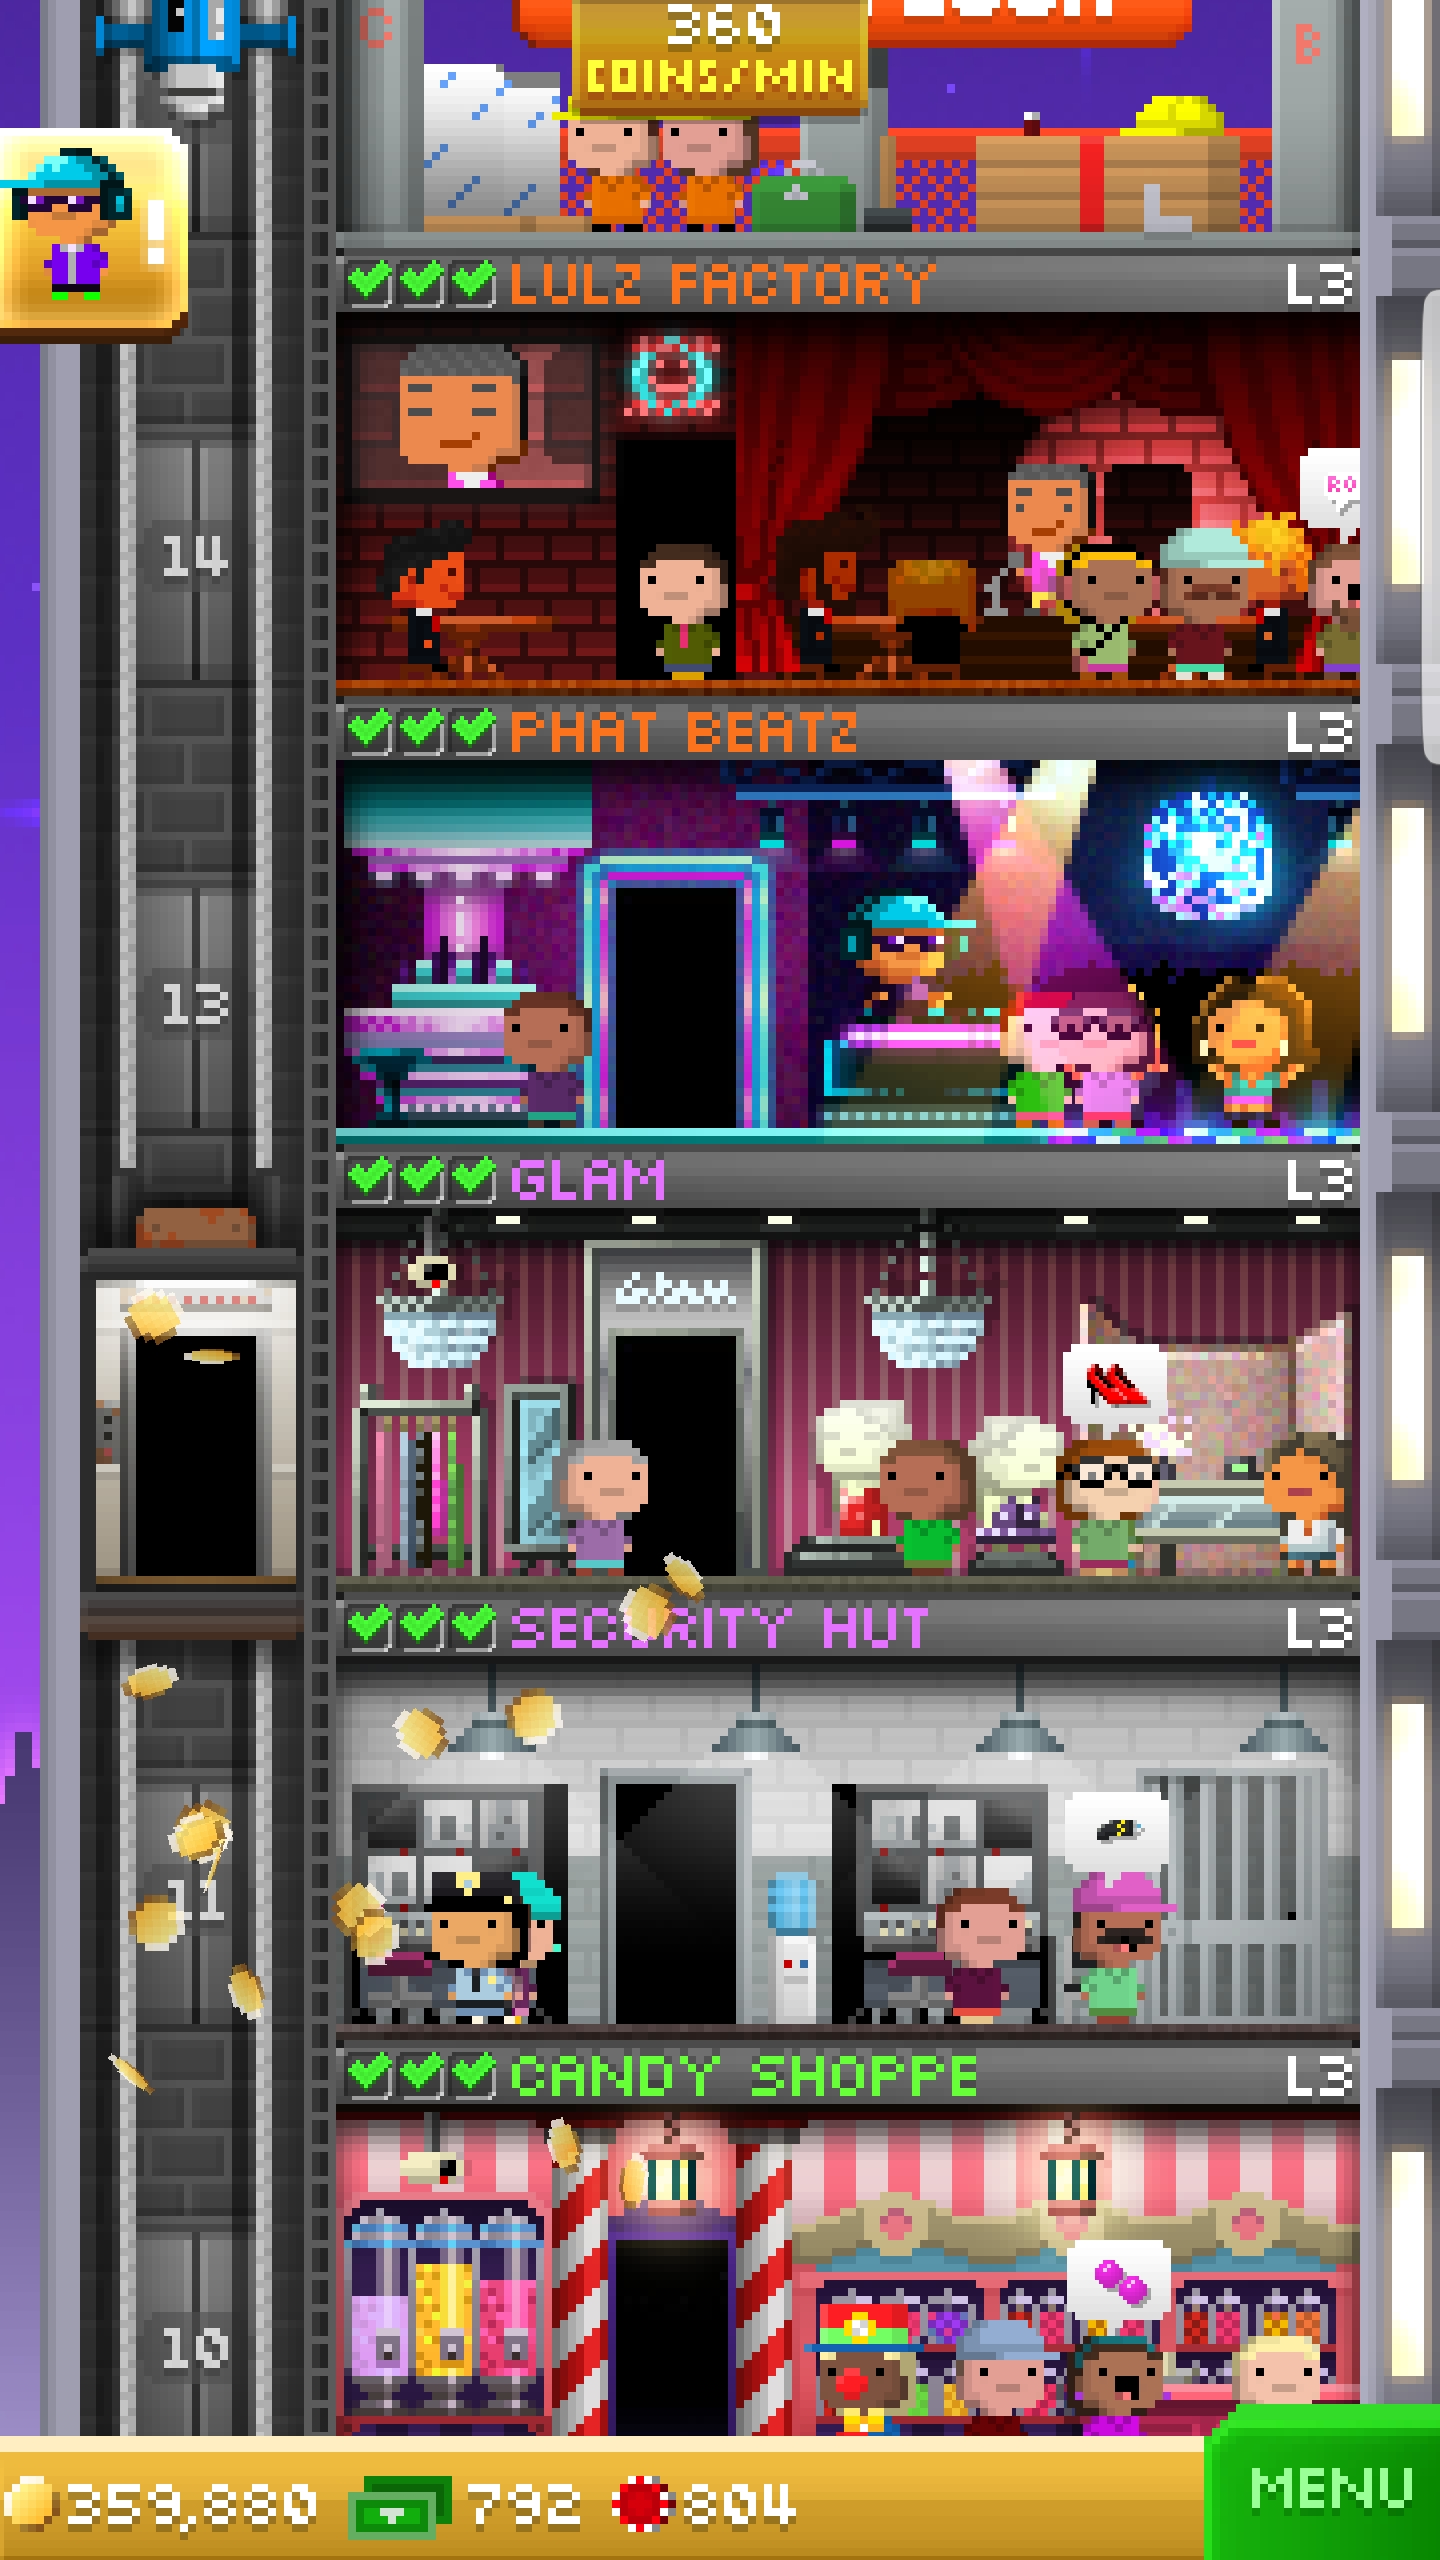 C
360
COINS/MIN
B
!
LULZ FACTORY L3
RO
14
PHAT BEATZ L3
13
GLAM L3
Glam
SECURITY HUT L3
11
CANDY SHOPPE L3
10
359,880 792 804
MENU